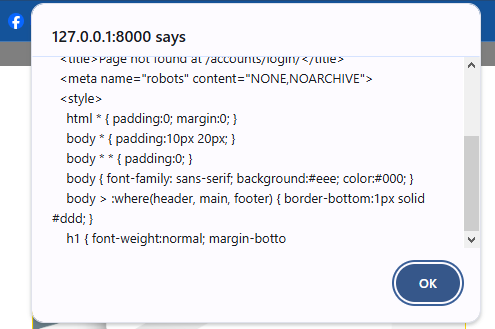 127.0.0.1:8000 says
<title>Page not found at /accounts/login/</title>
<meta name="robots" content="NONE,NOARCHIVE">
<style>
html * { padding:0; margin:0; }
body * { padding:10px 20px; }
body * * { padding:0; }
body { font-family: sans-serif; background:#eee; color:#000; }
body > :where(header, main, footer) { border-bottom:1px solid
#ddd; }
h1 { font-weight:normal; margin-botto
OK